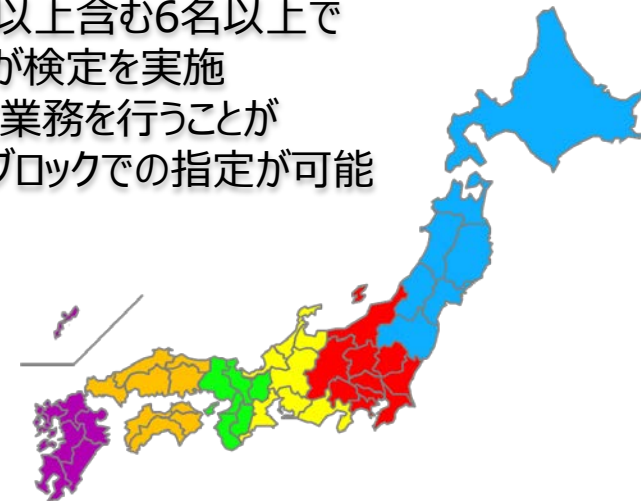 以上含む6名以上で
が検定を実施
業務を行うことが
ブロックでの指定が可能